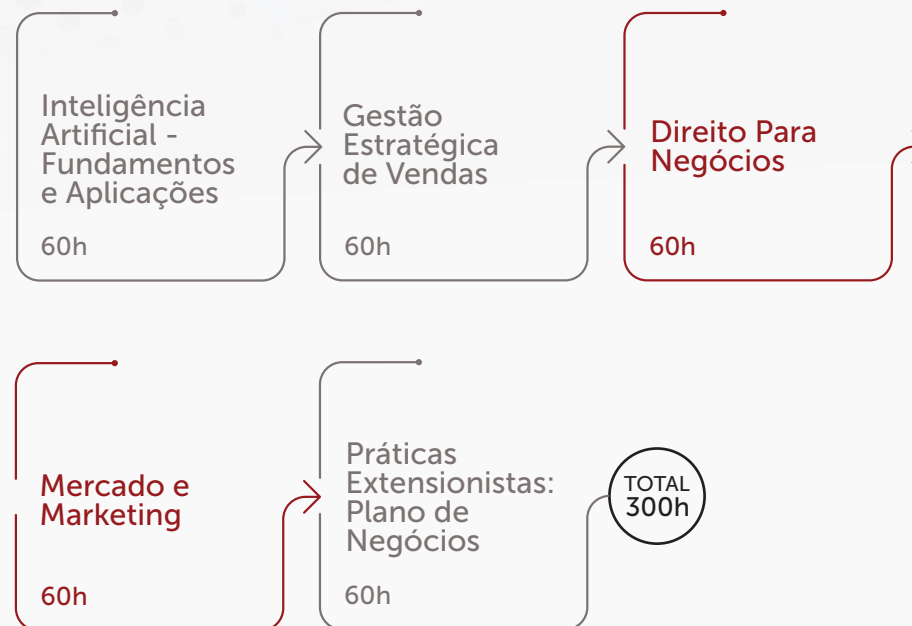 Inteligência
Artificial -
Fundamentos
e Aplicações
60h
Gestão
Estratégica
de Vendas
60h
Direito Para
Negócios
60h
Mercado e
Marketing
60h
Práticas
Extensionistas:
Plano de
Negócios
60h
TOTAL
300h